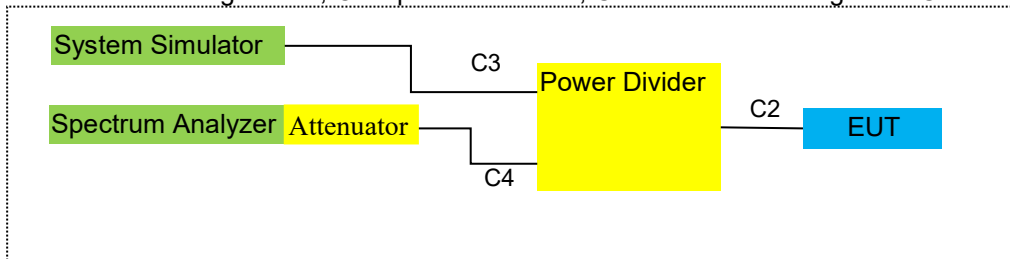 System Simulator
C3
Power Divider
C2
Spectrum Analyzer
Attenuator
EUT
C4